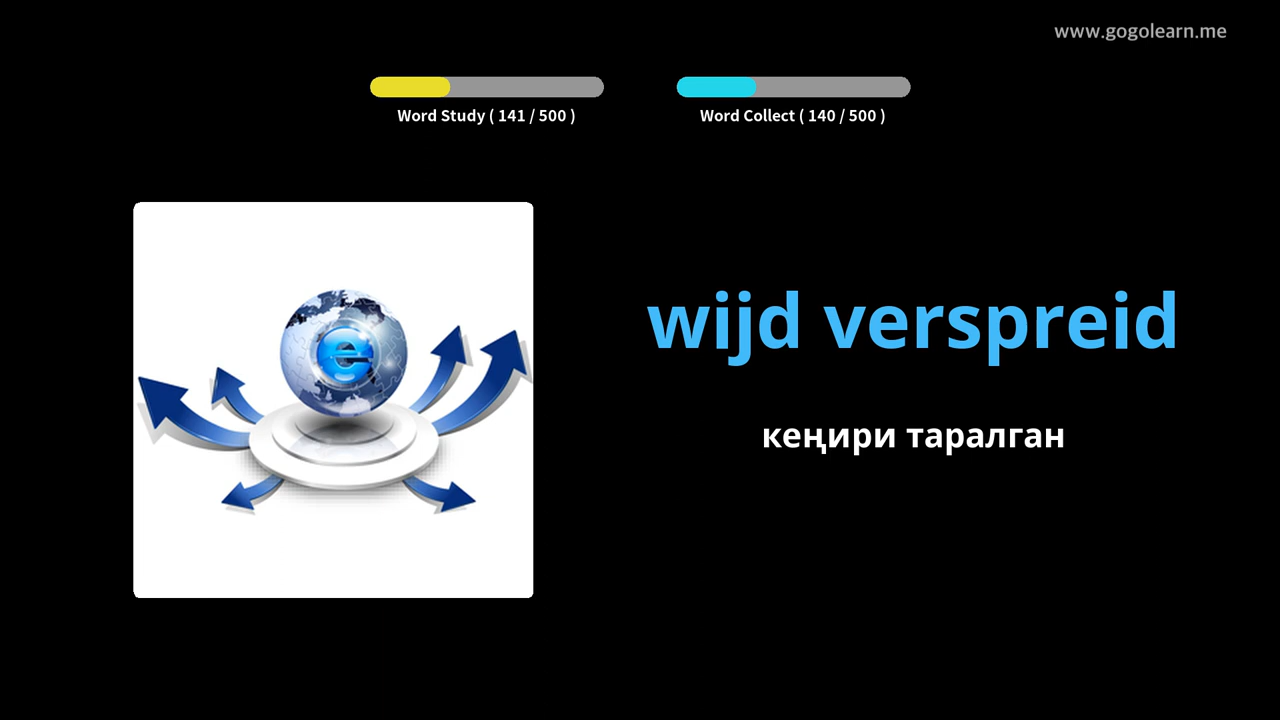 www.gogolearn.me
Word Study ( 141 / 500 )
Word Collect ( 140 / 500 )
e
wijd verspreid
кеңири таралган